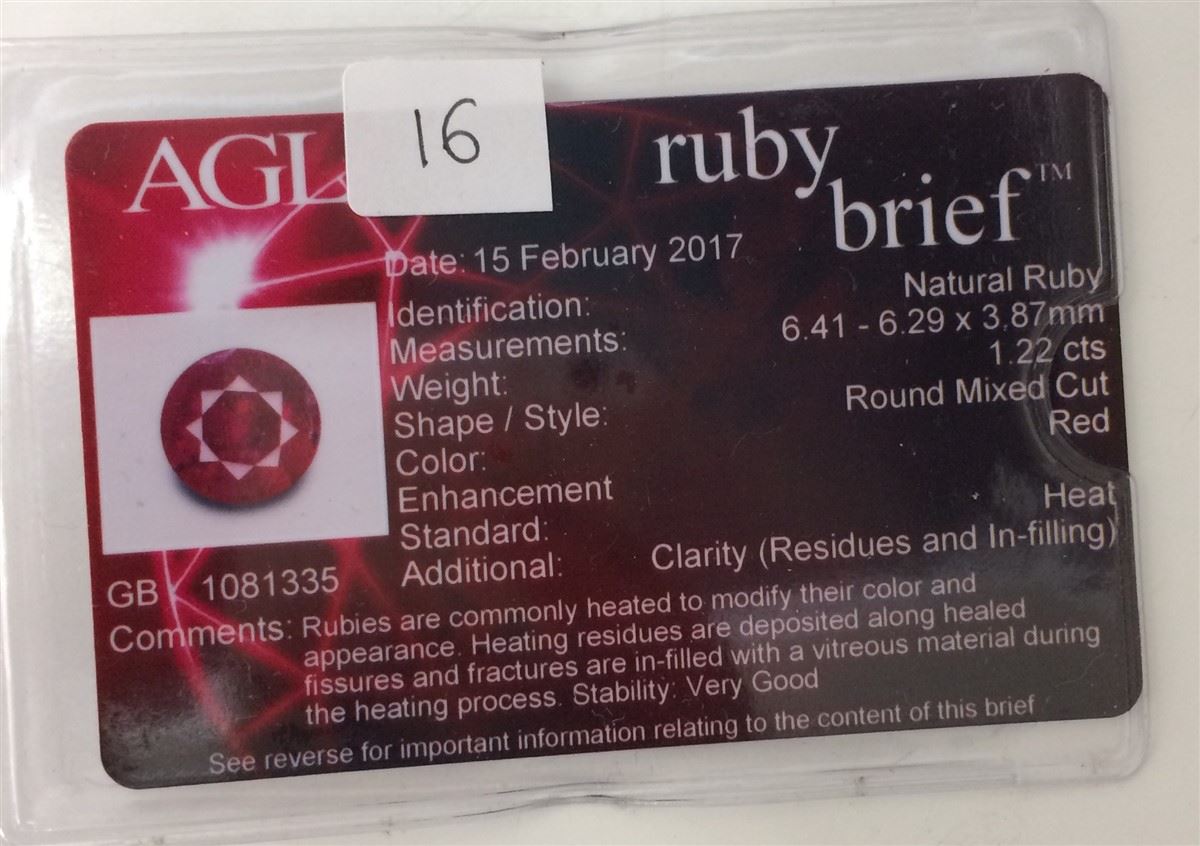 16
AGL
ruby
brief™
Date: 15 February 2017
Identification: Natural Ruby
Measurements: 6.41 - 6.29 x 3.87mm
Weight: 1.22 cts
Shape / Style: Round Mixed Cut
Color: Red
Enhancement
Standard: Heat
Additional: Clarity (Residues and In-filling)
GB 1081335
Comments: Rubies are commonly heated to modify their color and
appearance. Heating residues are deposited along healed
fissures and fractures are in-filled with a vitreous material during
the heating process. Stability: Very Good
See reverse for important information relating to the content of this brief